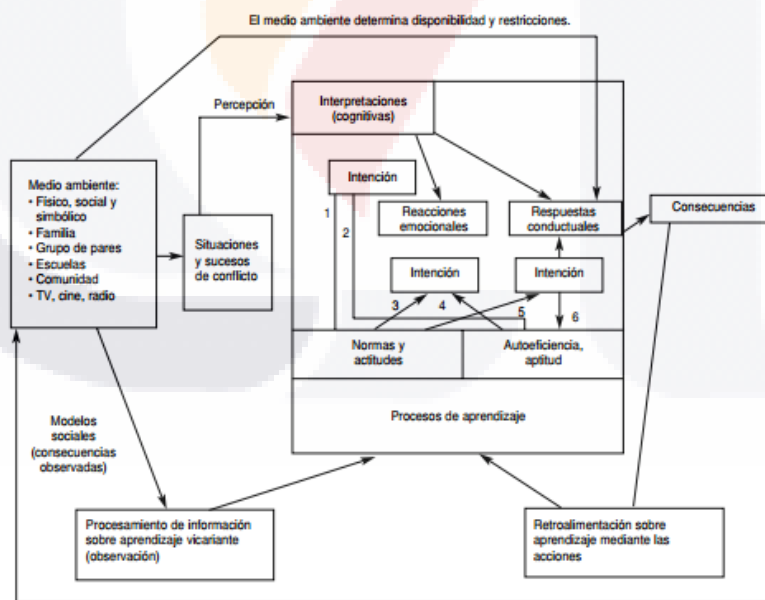 El medio ambiente determina disponibilidad y restricciones.
Percepción
Interpretaciones
(cognitivas)
Medio ambiente:
• Físico, social y
simbólico
• Familia
• Grupo de pares
• Escuelas
• Comunidad
• TV, cine, radio
Situaciones
y sucesos
de conflicto
Intención
1
2
Reacciones
emocionales
Respuestas
conductuales
Consecuencias
Intención
Intención
3
4
5
6
Normas y
actitudes
Autoeficiencia,
aptitud
Procesos de aprendizaje
Modelos
sociales
(consecuencias
observadas)
Procesamiento de información
sobre aprendizaje vicariante
(observación)
Retroalimentación sobre
aprendizaje mediante las
acciones